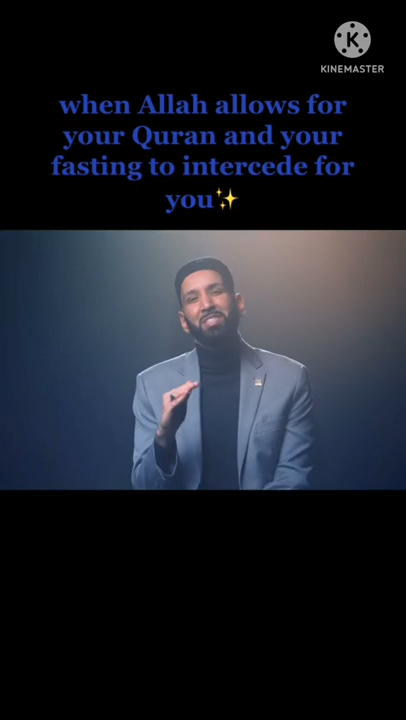 KINEMASTER
when Allah allows for
your Quran and your
fasting to intercede for
you✨